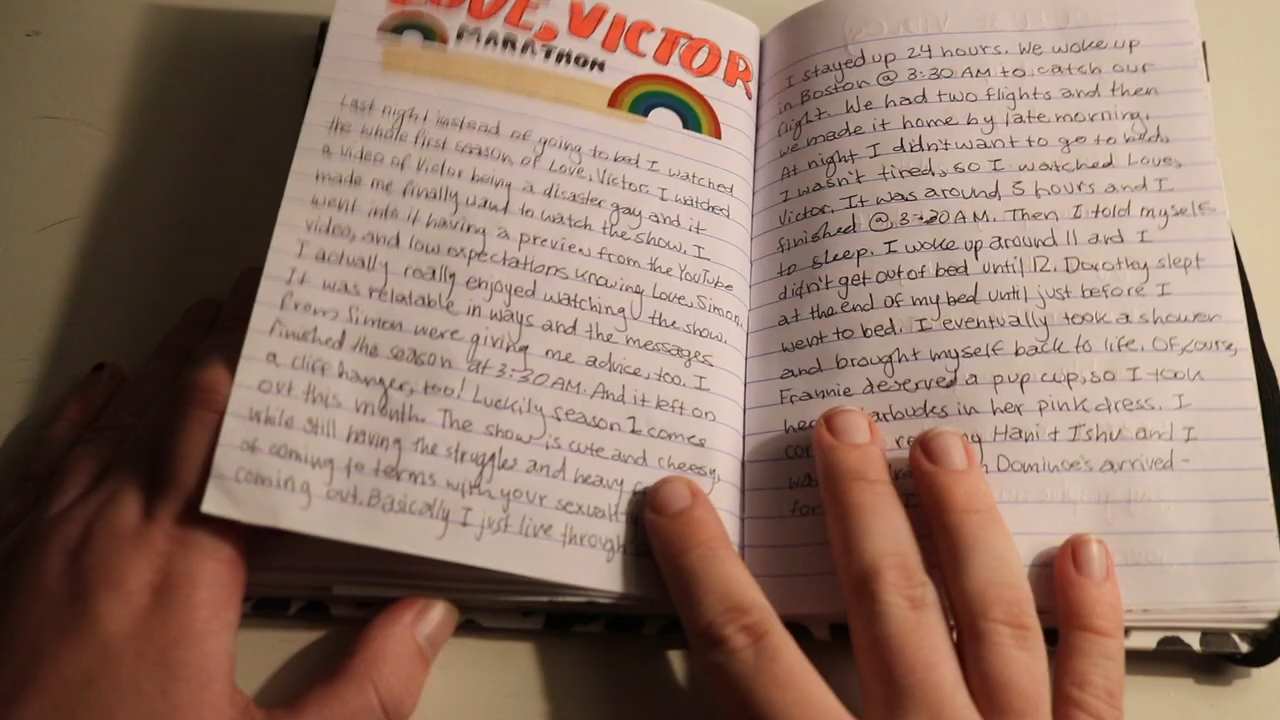 LOVE, VICTOR
MARATHON
Last night instead of going to bed I watched
the whole first season of Love, Victor. I watched
a video of Victor being a disaster gay and it
made me finally want to watch the show. I
went into it having a preview from the YouTube
video, and low expectations knowing Love, Simon.
I actually really enjoyed watching the show.
It was relatable in ways and the messages
from Simon were giving me advice, too. I
finished the season at 3:30 AM. And it left on
a cliff hanger, too! Luckily season 2 comes
out this month. The show is cute and cheesy,
while still having the struggles and heavy
of coming to terms with your
coming out. Basically I just live through
I stayed up 24 hours. We woke up
in Boston @ 3:30 AM to catch our
flight. We had two flights and then
we made it home by late morning.
At night I didn't want to go to bed.
I wasn't tired, so I watched Love,
Victor. It was around 5 hours and I
finished @ 3:30 AM. Then I told myself
to sleep. I woke up around 11 and I
didn't get out of bed until 12. Dorothy slept
at the end of my bed until just before I
went to bed. I eventually took a shower
and brought myself back to life. Of course,
Frannie deserved a pup cup, so I took
in her pink dress. I
Hani + Ishu and I
Dominoe's arrived-
for I